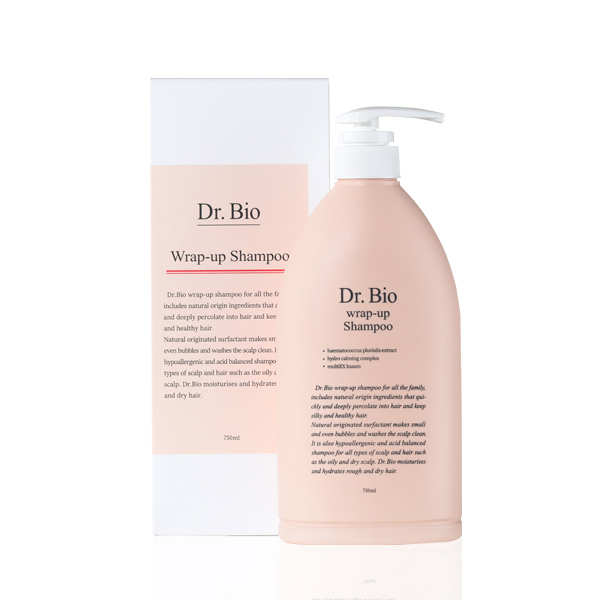 Dr. Bio
Wrap-up Shampoo
Dr.Bio wrap-up shampoo for all the fa
includes natural origin ingredients that
and deeply percolate into hair and kee
and healthy hair.
Natural originated surfactant makes sm
even bubbles and washes the scalp clean. I
hypoallergenic and acid balanced shampoo
types of scalp and hair such as the oily
scalp. Dr.Bio moisturises and hydrates
and dry hair.
750ml
Dr. Bio
wrap-up
Shampoo
• haematococcus pluvialis extract
• hydro calming complex
Dr. Bio wrap-up shampoo for all the family,
includes natural origin ingredients that qui-
ckly and deeply percolate into hair and keep
silky and healthy hair.
Natural originated surfactant makes small
and even bubbles and washes the scalp clean.
It is also hypoallergenic and acid balanced
shampoo for all types of scalp and hair such
as the oily and dry scalp. Dr. Bio moisturises
and hydrates rough and dry hair.
750ml